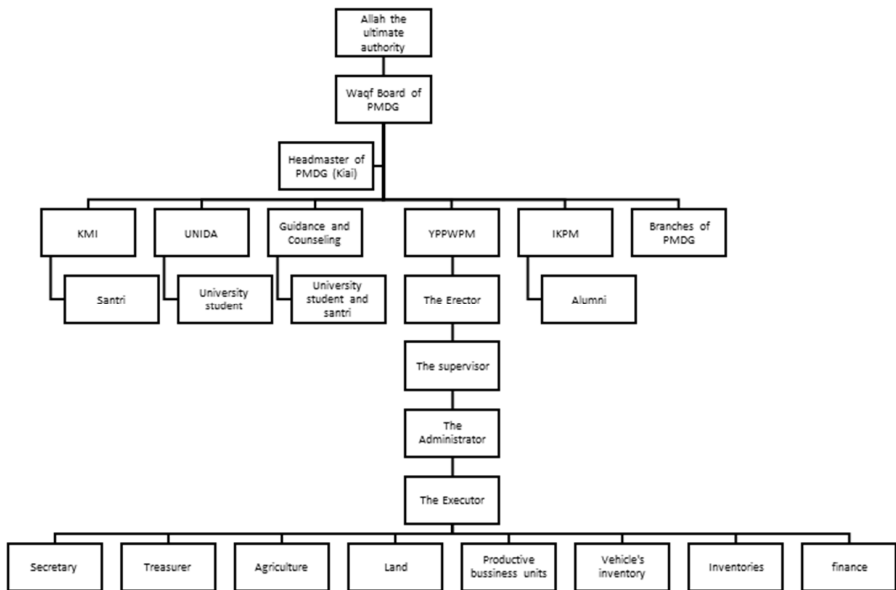 Allah the
ultimate
authority
Waqf Board of
PMDG
Headmaster of
PMDG (Kiai)
KMI
UNIDA
Guidance and
Counseling
YPPWPM
IKPM
Branches of
PMDG
Santri
University
student
University
student and
santri
The Erector
Alumni
The supervisor
The
Administrator
The Executor
Secretary
Treasurer
Agriculture
Land
Productive
bussiness units
Vehicle's
inventory
Inventories
finance